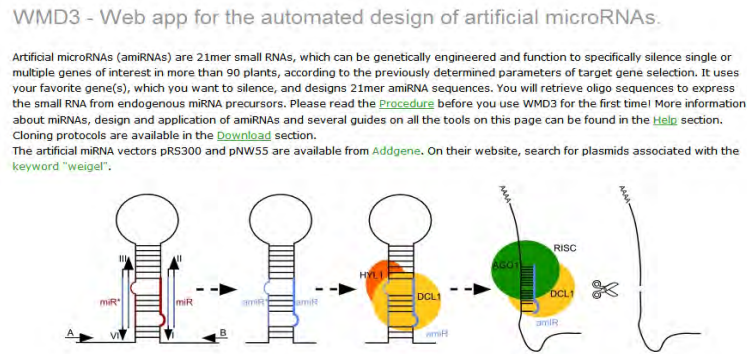 WMD3 - Web app for the automated design of artificial microRNAs.
Artificial microRNAs (amiRNAs) are 21mer small RNAs, which can be genetically engineered and function to specifically silence single or
multiple genes of interest in more than 90 plants, according to the previously determined parameters of target gene selection. It uses
your favorite gene(s), which you want to silence, and designs 21mer amiRNA sequences. You will retrieve oligo sequences to express
the small RNA from endogenous miRNA precursors. Please read the Procedure before you use WMD3 for the first time! More information
about miRNAs, design and application of amiRNAs and several guides on all the tools on this page can be found in the Help section.
Cloning protocols are available in the Download section.
The artificial miRNA vectors pRS300 and pNW55 are available from Addgene. On their website, search for plasmids associated with the
keyword "weigel".
AAAA
AAAA
III II
RISC
AGO1
HYL1
miR* miR
amiR* amiR
DCL1
DCL1
A VI I B
amiR
amiR